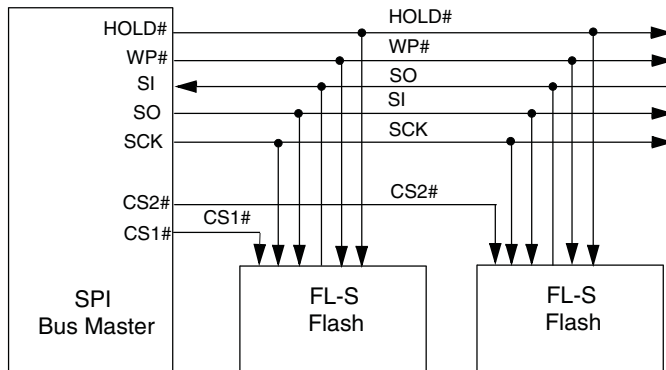 HOLD# HOLD#
WP# WP#
SI SO
SO SI
SCK SCK
CS2# CS2#
CS1# CS1#
SPI
Bus Master
FL-S
Flash
FL-S
Flash